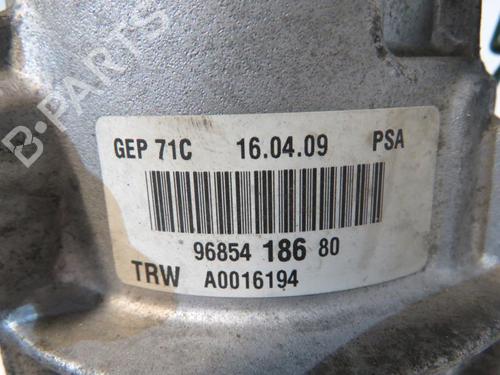 GEP 71C 16.04.09 PSA
96854 186 80
TRW A0016194
B-PARTS